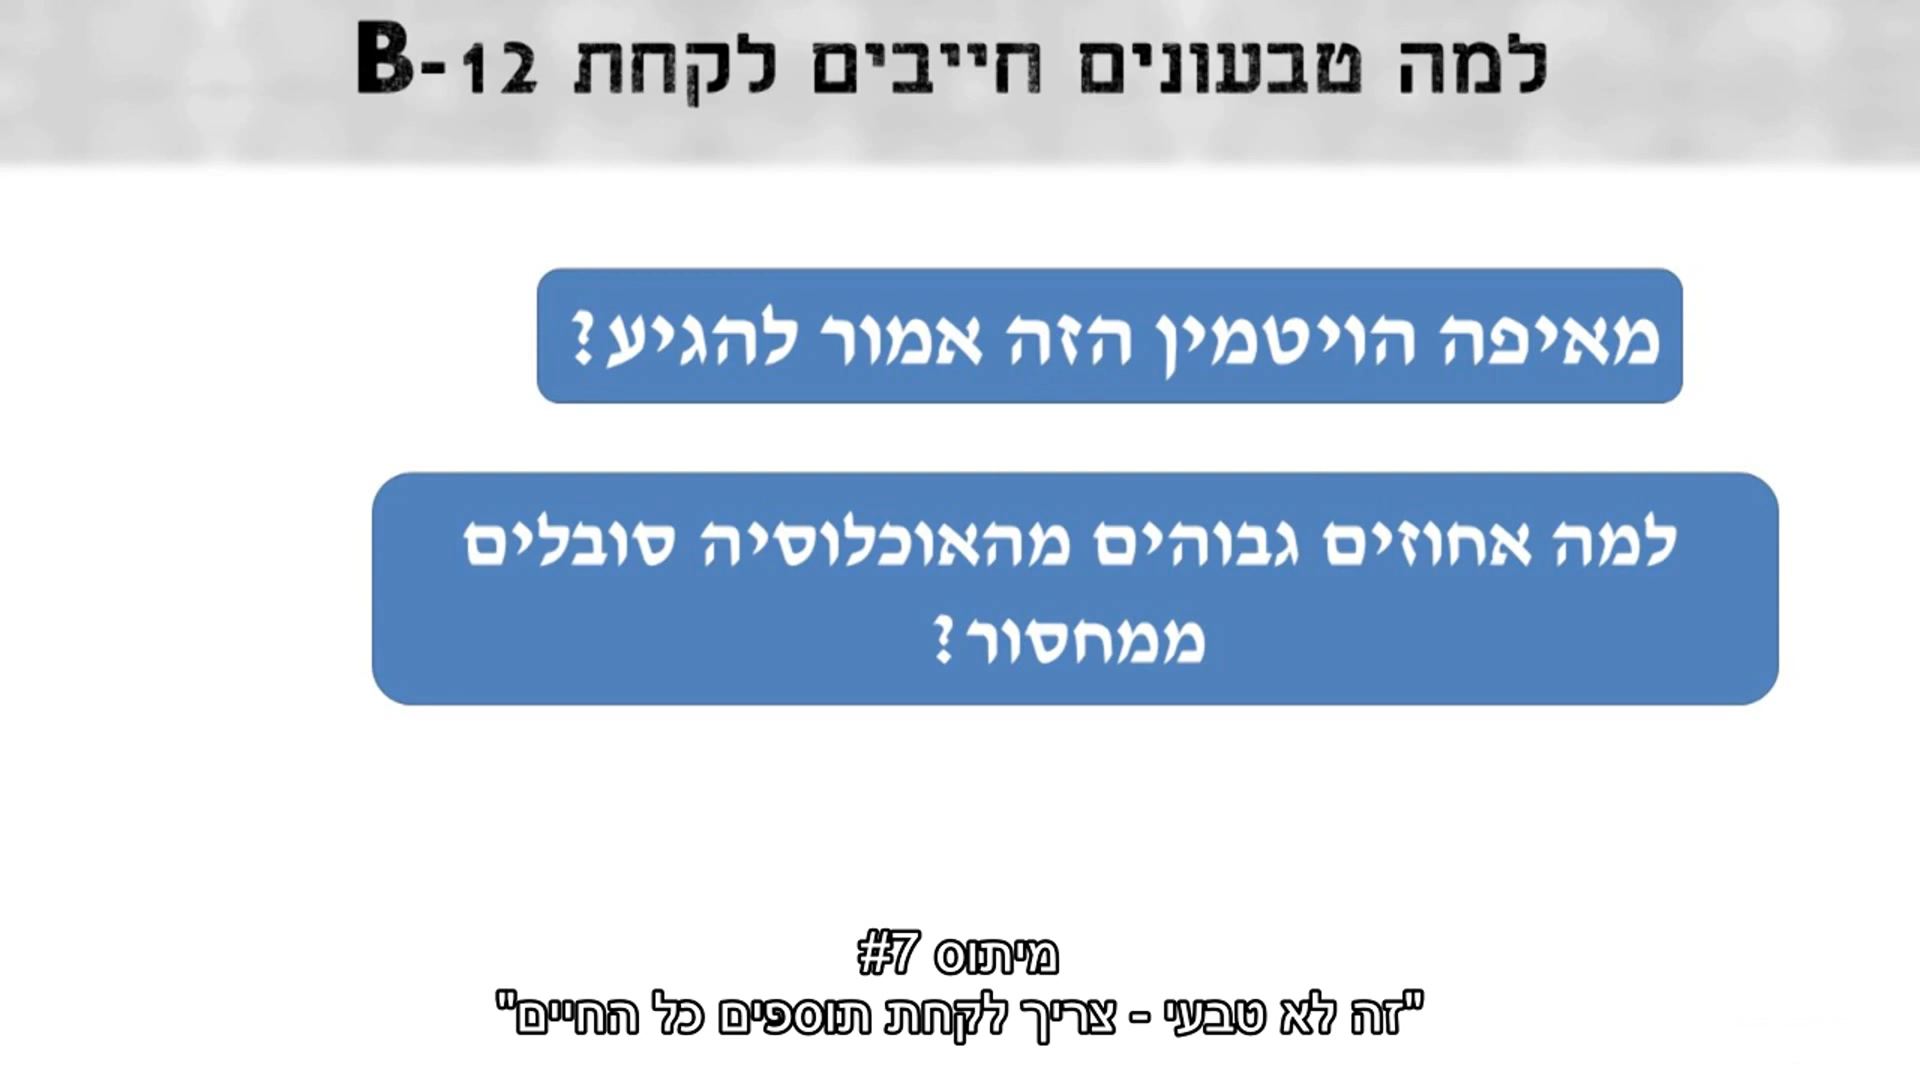 למה טבעונים חייבים לקחת B-12
מאיפה הויטמין הזה אמור להגיע?
למה אחוזים גבוהים מהאוכלוסיה סובלים
ממחסור?
מיתוס #7
"זה לא טבעי - צריך לקחת תוספים כל החיים"